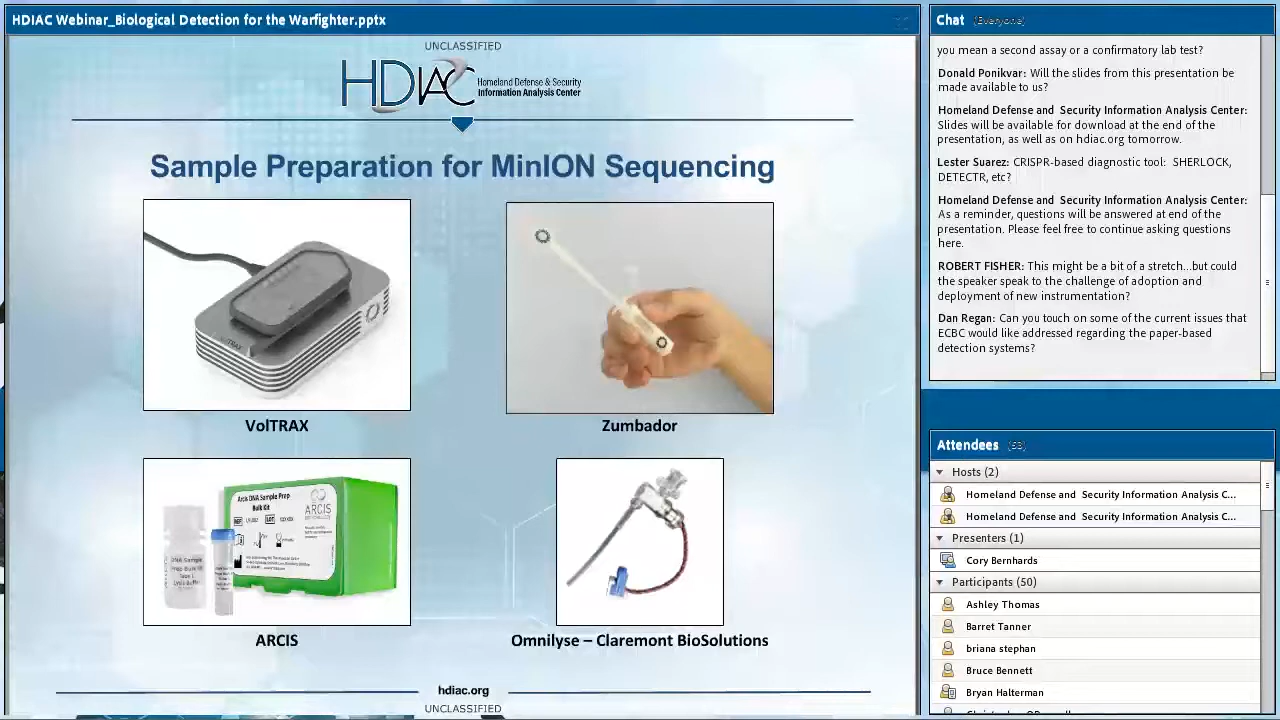 HDIAC Webinar_Biological Detection for the Warfighter.pptx
UNCLASSIFIED
HDIAC
Homeland Defense & Security
Information Analysis Center
Sample Preparation for MinION Sequencing
VolTRAX
Zumbador
Arcis DNA Sample Prep
Bulk Kit
ARCIS
ARCIS
Omnilyse – Claremont BioSolutions
hdiac.org
UNCLASSIFIED
Chat (Everyone)
you mean a second assay or a confirmatory lab test?
Donald Ponikvar: Will the slides from this presentation be
made available to us?
Homeland Defense and Security Information Analysis Center:
Slides will be available for download at the end of the
presentation, as well as on hdiac.org tomorrow.
Lester Suarez: CRISPR-based diagnostic tool: SHERLOCK,
DETECTR, etc?
Homeland Defense and Security Information Analysis Center:
As a reminder, questions will be answered at end of the
presentation. Please feel free to continue asking questions
here.
ROBERT FISHER: This might be a bit of a stretch...but could
the speaker speak to the challenge of adoption and
deployment of new instrumentation?
Dan Regan: Can you touch on some of the current issues that
ECBC would like addressed regarding the paper-based
detection systems?
Attendees (53)
Hosts (2)
Homeland Defense and Security Information Analysis C...
Homeland Defense and Security Information Analysis C...
Presenters (1)
Cory Bernhards
Participants (50)
Ashley Thomas
Barret Tanner
briana stephan
Bruce Bennett
Bryan Halterman